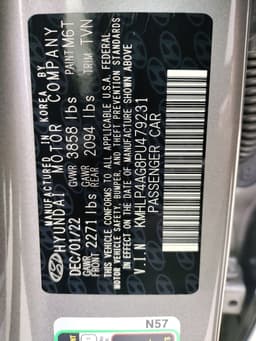 MANUFACTURED IN KOREA BY
HYUNDAI MOTOR COMPANY
DEC/01/22 GVWR 3858 lbs PAINT M6T
GAWR FRONT 2271 lbs GAWR REAR 2094 lbs TRIM TVN
THIS VEHICLE CONFORMS TO ALL APPLICABLE U.S.A. FEDERAL
MOTOR VEHICLE SAFETY, BUMPER, AND THEFT PREVENTION STANDARDS
IN EFFECT ON THE DATE OF MANUFACTURE SHOWN ABOVE.
V.I.N KMHLP4AG8PU479231
PASSENGER CAR
N57